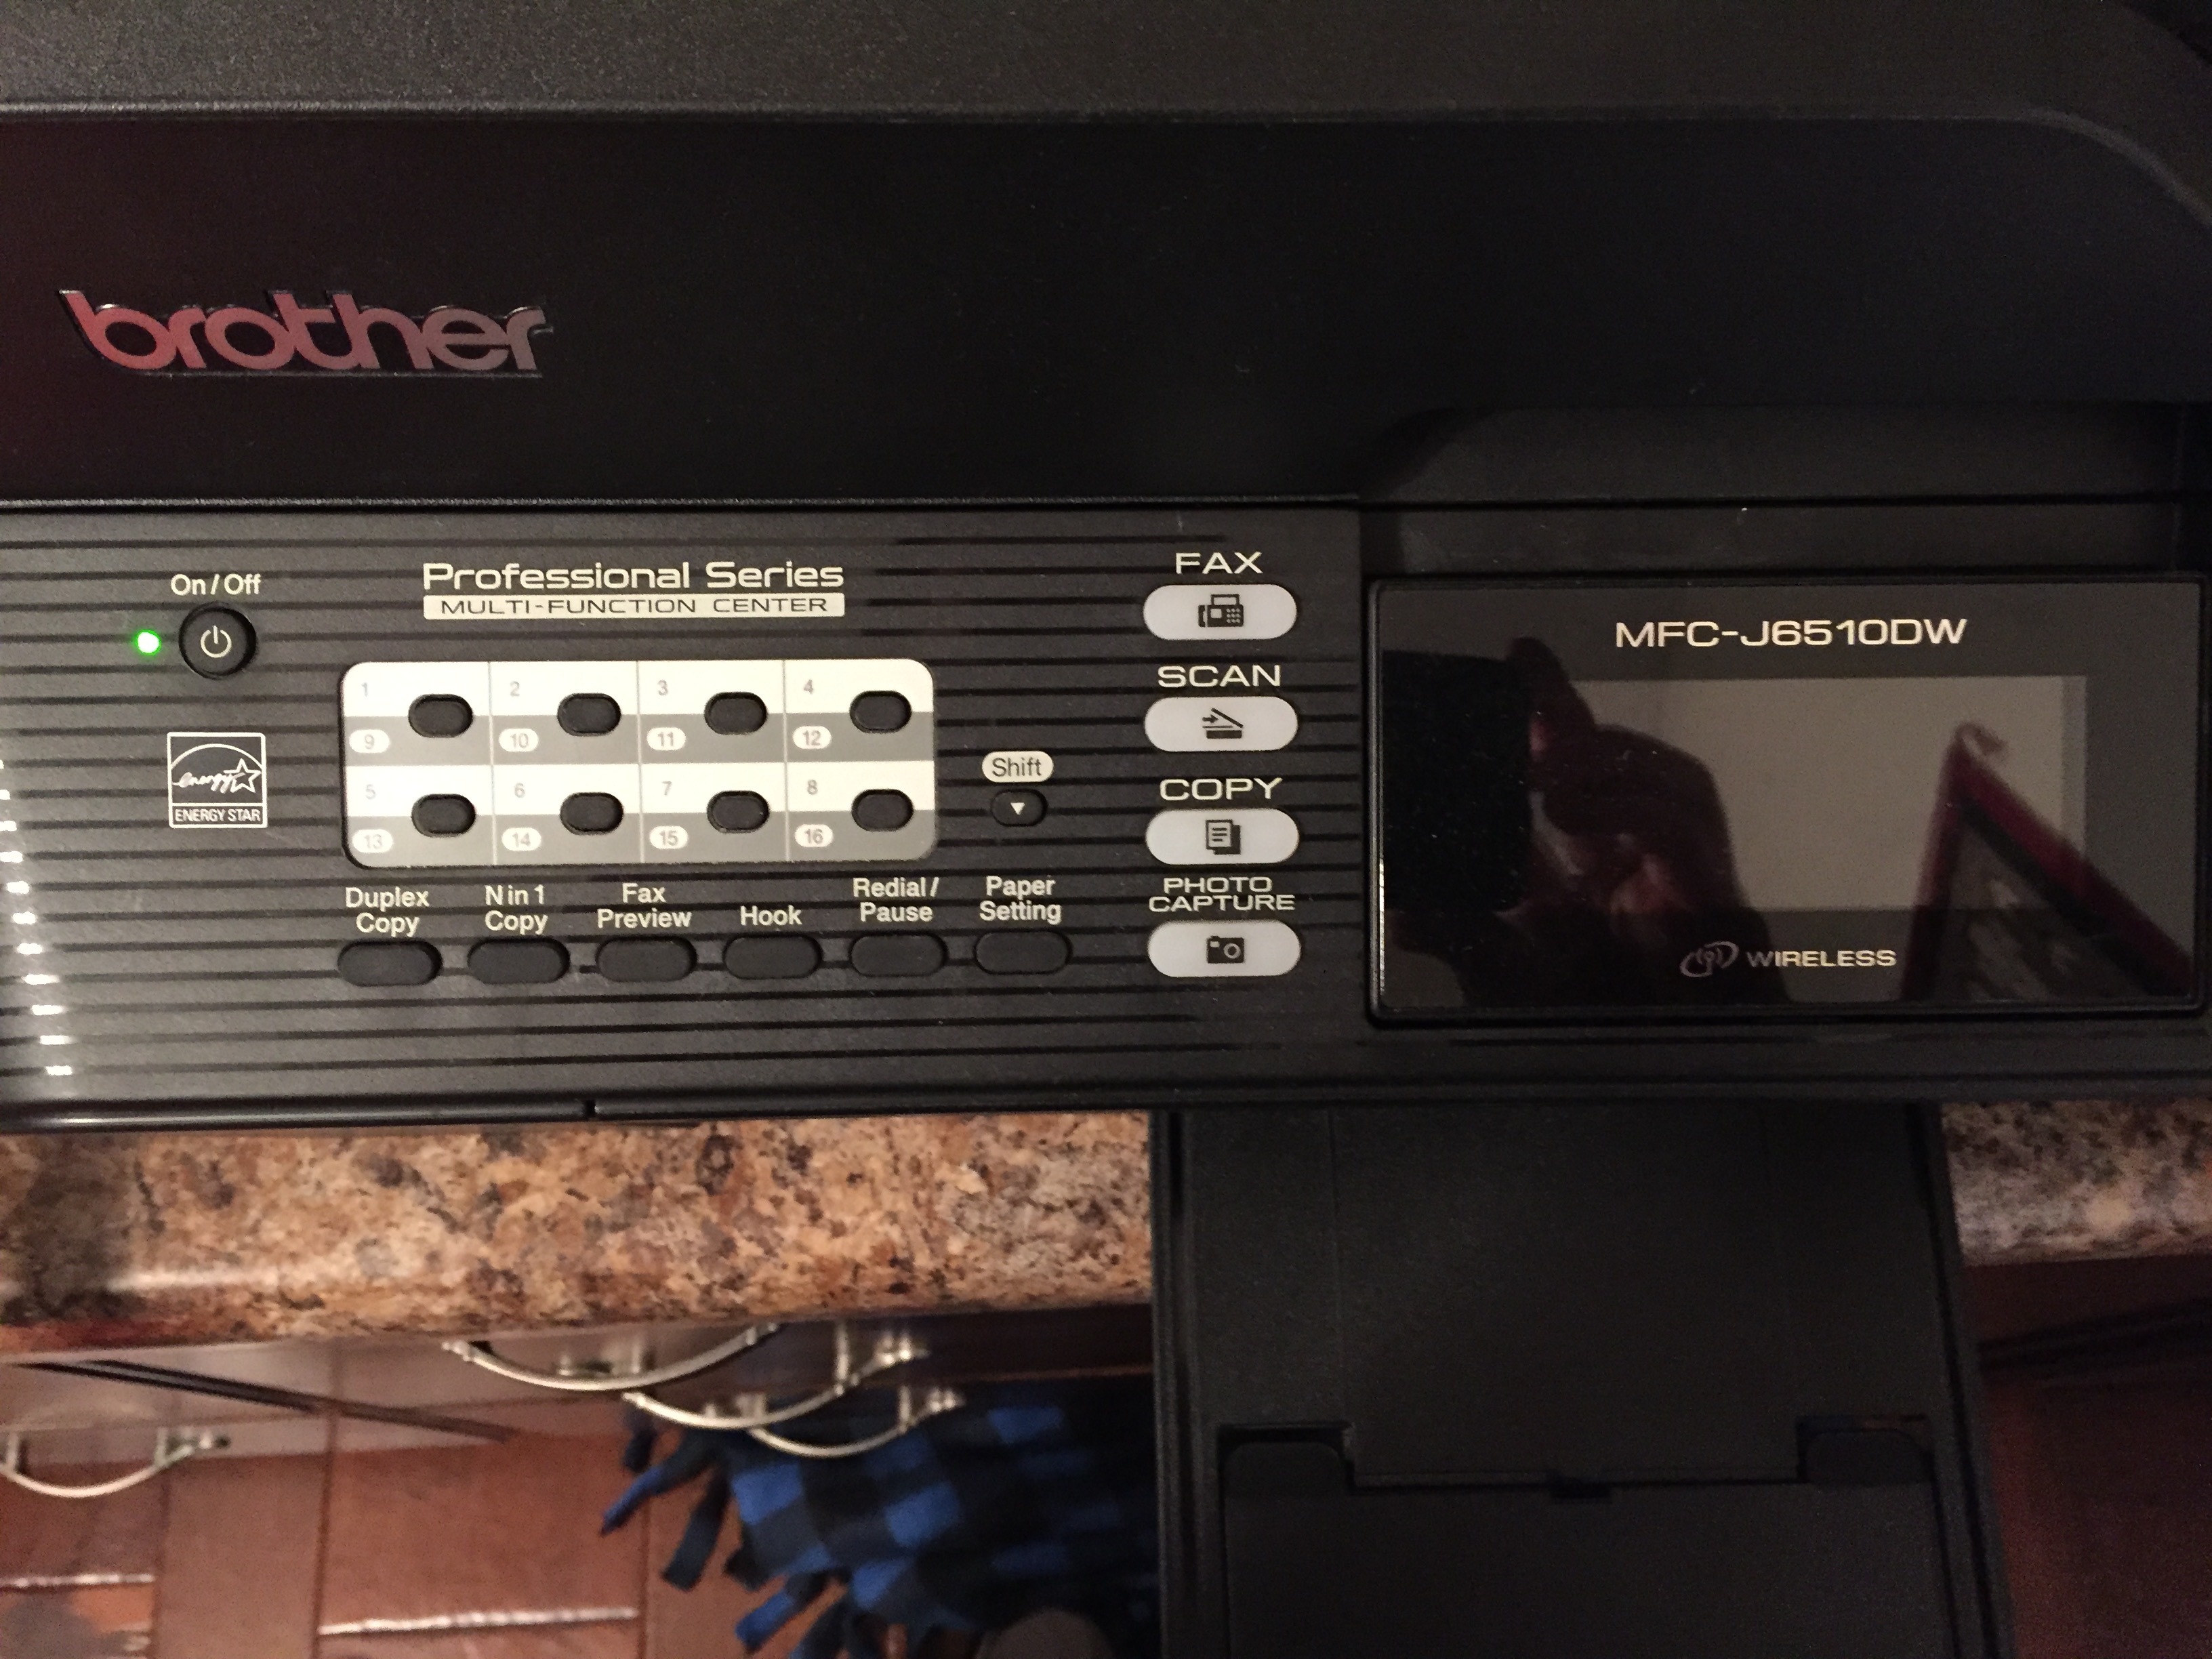 brother
On/Off
Professional Series
MULTI-FUNCTION CENTER
FAX
MFC-J6510DW
SCAN
1 2 3 4
9 10 11 12
Shift
COPY
energy
ENERGY STAR
5 6 7 8
13 14 15 16
Duplex
Copy
N in 1
Copy
Fax
Preview
Hook
Redial/
Pause
Paper
Setting
PHOTO
CAPTURE
WIRELESS